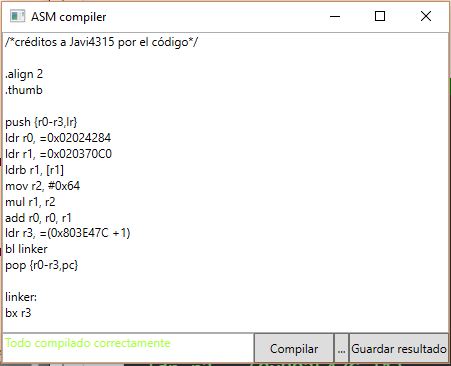 ASM compiler
/*créditos a Javi4315 por el código*/
.align 2
.thumb
push {r0-r3,lr}
ldr r0, =0x02024284
ldr r1, =0x020370C0
ldrb r1, [r1]
mov r2, #0x64
mul r1, r2
add r0, r0, r1
ldr r3, =(0x803E47C +1)
bl linker
pop {r0-r3,pc}
linker:
bx r3
Todo compilado correctamente
Compilar
...
Guardar resultado